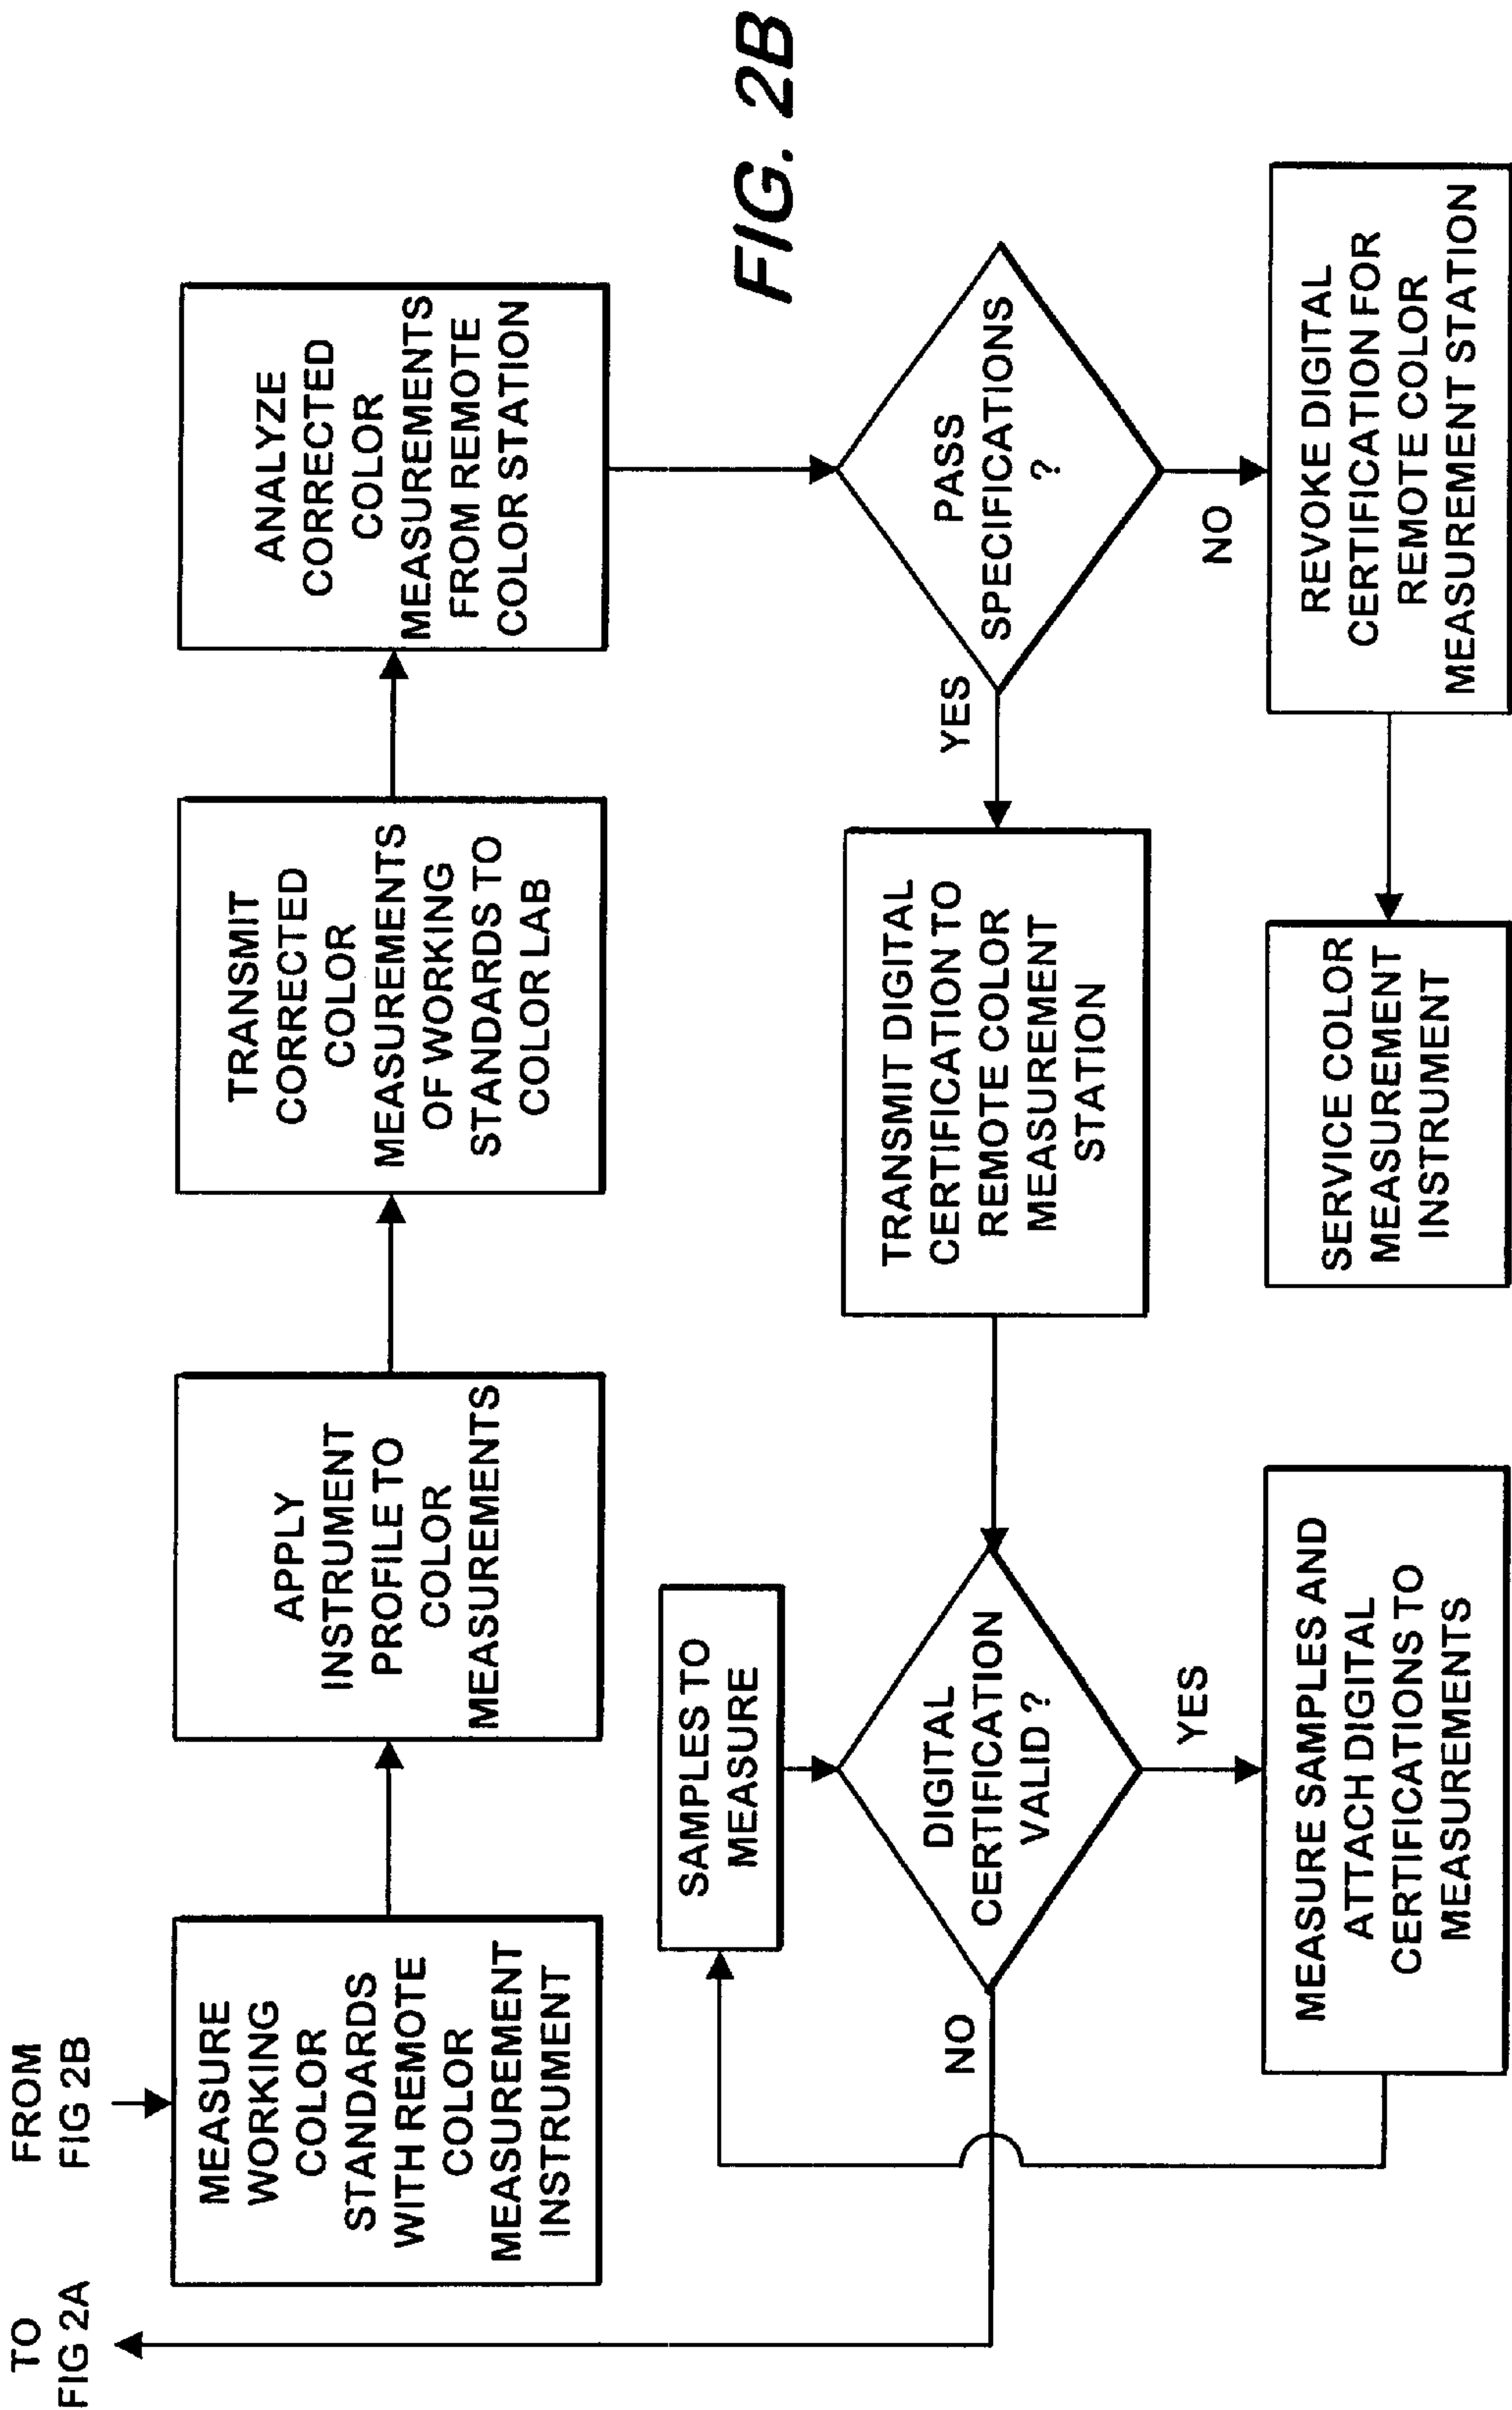 TO
FIG 2A
FROM
FIG 2B
MEASURE
WORKING
COLOR
STANDARDS
WITH REMOTE
COLOR
MEASUREMENT
INSTRUMENT
APPLY
INSTRUMENT
PROFILE TO
COLOR
MEASUREMENTS
TRANSMIT
CORRECTED
COLOR
MEASUREMENTS
OF WORKING
STANDARDS TO
COLOR LAB
ANALYZE
CORRECTED
COLOR
MEASUREMENTS
FROM REMOTE
COLOR STATION
FIG. 2B
PASS
SPECIFICATIONS
?
YES
NO
TRANSMIT DIGITAL
CERTIFICATION TO
REMOTE COLOR
MEASUREMENT
STATION
SAMPLES TO
MEASURE
DIGITAL
CERTIFICATION
VALID ?
NO
YES
MEASURE SAMPLES AND
ATTACH DIGITAL
CERTIFICATIONS TO
MEASUREMENTS
SERVICE COLOR
MEASUREMENT
INSTRUMENT
REVOKE DIGITAL
CERTIFICATION FOR
REMOTE COLOR
MEASUREMENT STATION